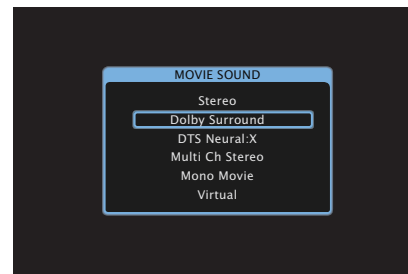 MOVIE SOUND
Stereo
Dolby Surround
DTS Neural:X
Multi Ch Stereo
Mono Movie
Virtual